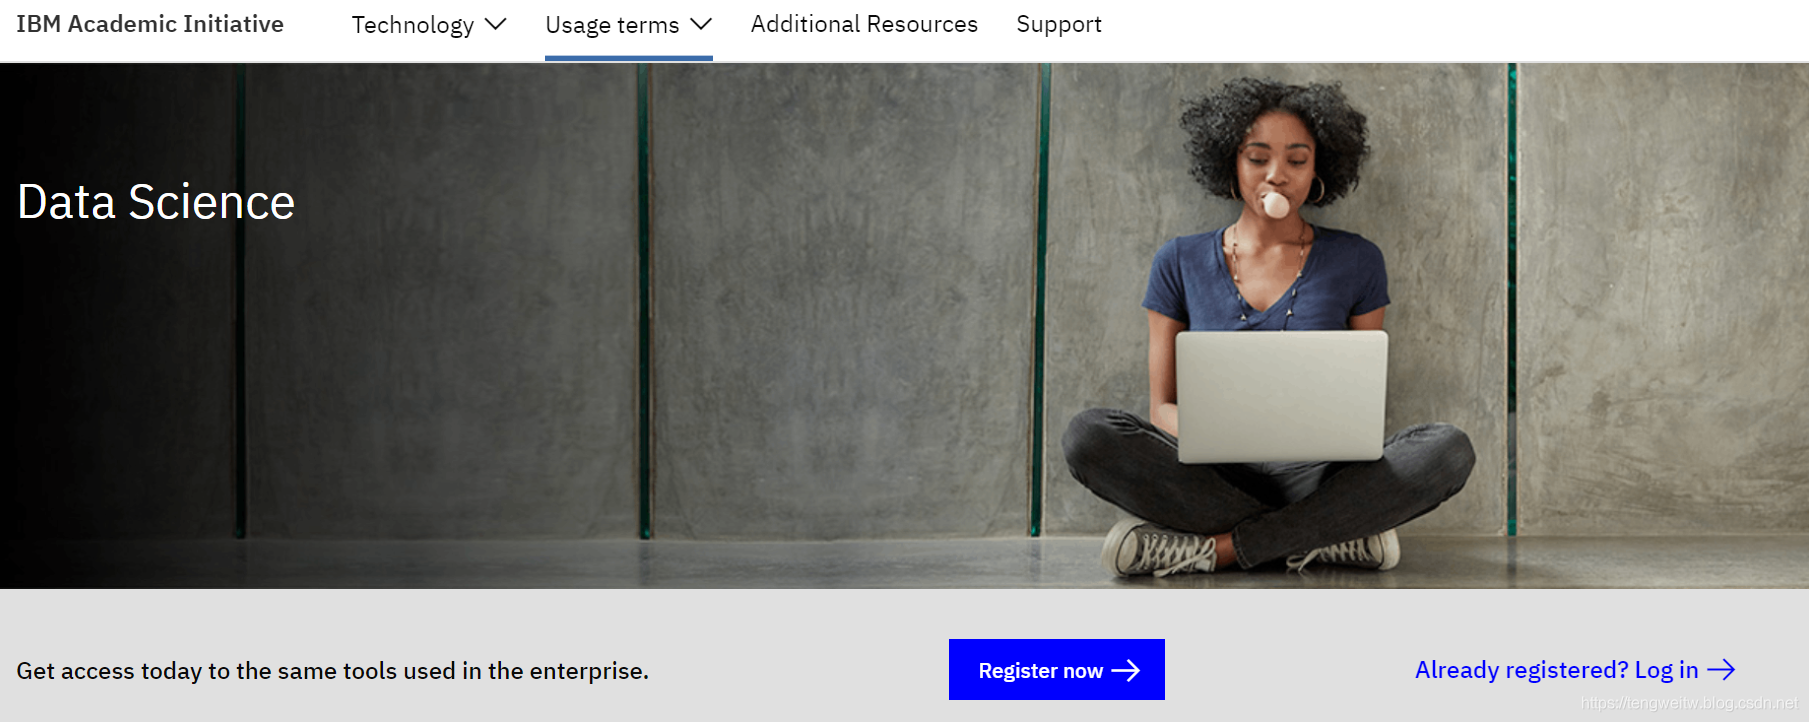 IBM Academic Initiative Technology Usage terms Additional Resources Support
Data Science
Get access today to the same tools used in the enterprise. Register now Already registered? Log in
https://tengweitw.blog.csdn.net